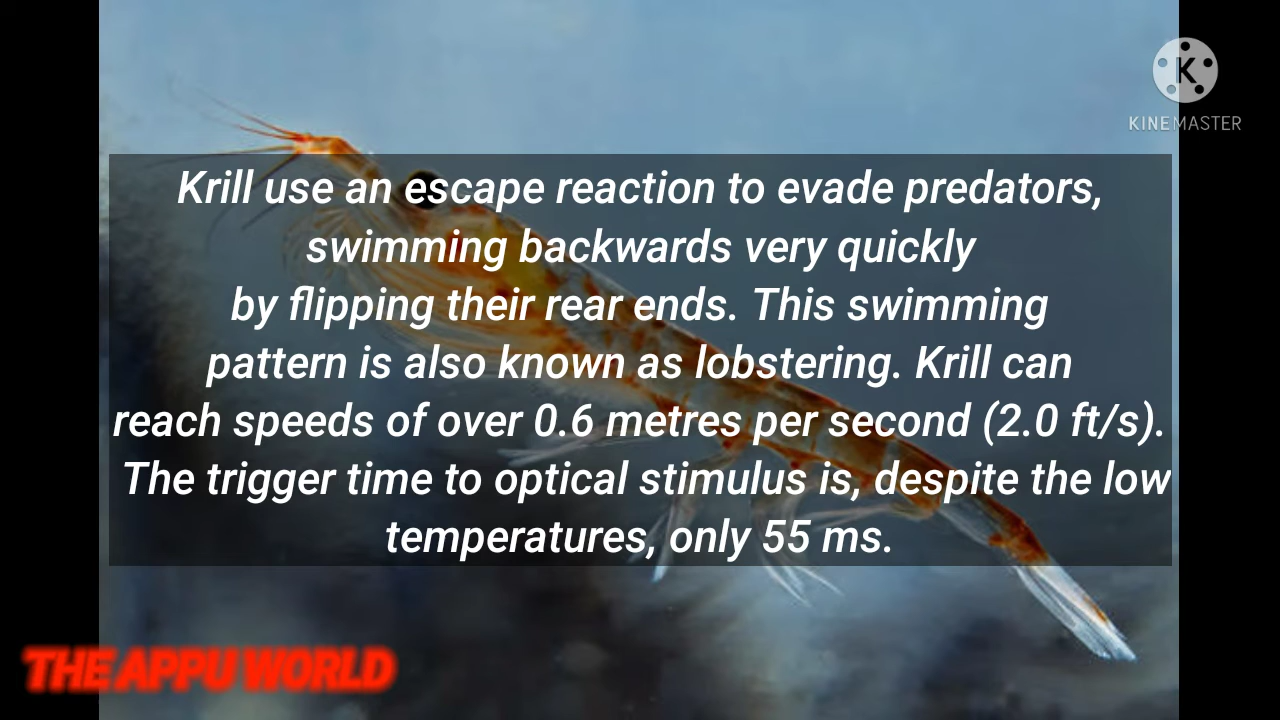 K
KINEMASTER
Krill use an escape reaction to evade predators,
swimming backwards very quickly
by flipping their rear ends. This swimming
pattern is also known as lobstering. Krill can
reach speeds of over 0.6 metres per second (2.0 ft/s).
The trigger time to optical stimulus is, despite the low
temperatures, only 55 ms.
THE APPU WORLD